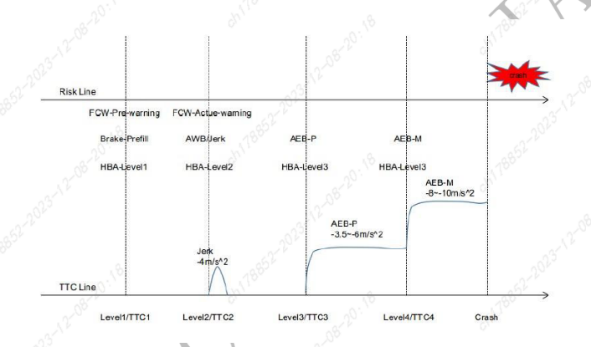 crash
Risk Line
FCW-Pre-warning FCW-Actue-warning
Brake-Prefill AWB/Jerk AEB-P AEB-M
HBA-Level1 HBA-Level2 HBA-Level3 HBA-Level3
AEB-M
-8~-10m/s^2
AEB-P
-3.5~-6m/s^2
Jerk
-4m/s^2
TTC Line
Level1/TTC1 Level2/TTC2 Level3/TTC3 Level4/TTC4 Crash